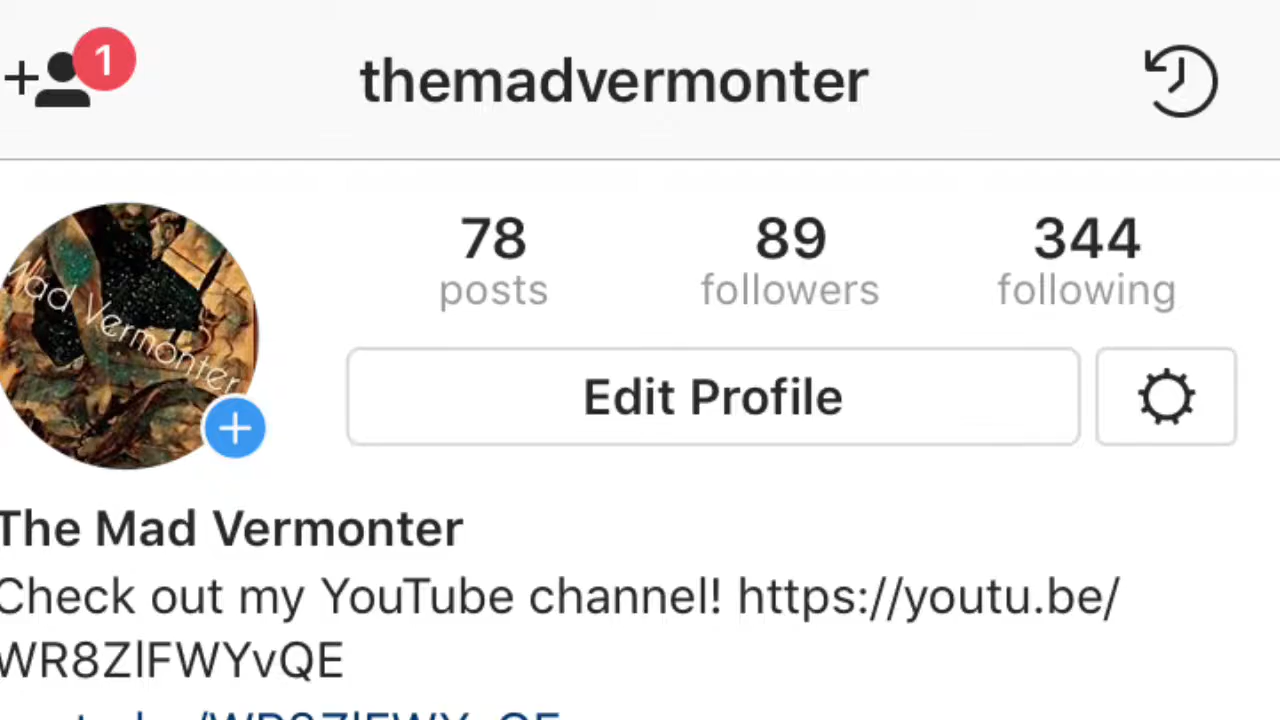 1
themadvermonter
78 89 344
posts followers following
Mad Vermonter
Edit Profile
The Mad Vermonter
Check out my YouTube channel! https://youtu.be/
WR8ZlFWYvQE